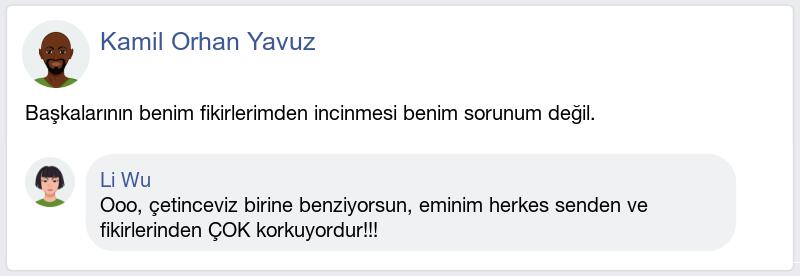 Kamil Orhan Yavuz
Başkalarının benim fikirlerimden incinmesi benim sorunum değil.
Li Wu
Ooo, çetinceviz birine benziyorsun, eminim herkes senden ve
fikirlerinden ÇOK korkuyordur!!!